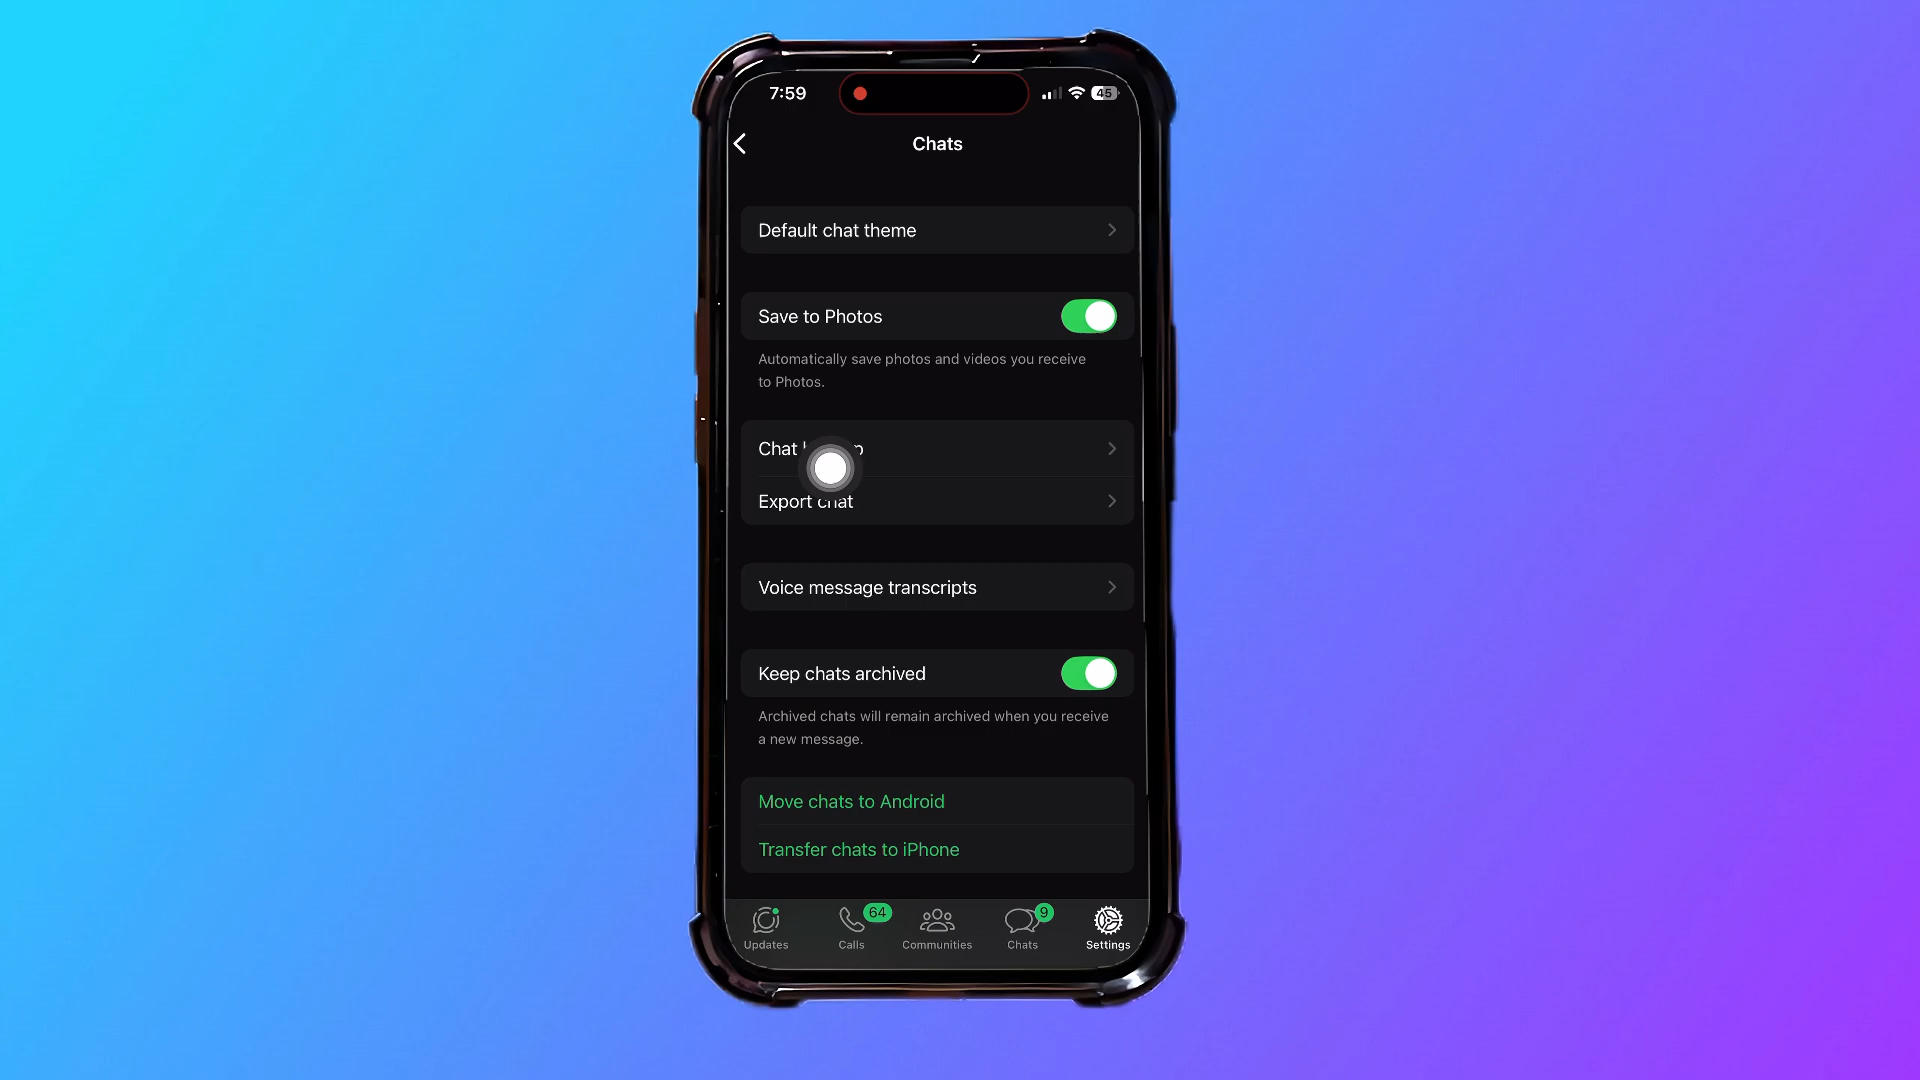 7:59
45
Chats
Default chat theme
Save to Photos
Automatically save photos and videos you receive
to Photos.
Chat
Export chat
Voice message transcripts
Keep chats archived
Archived chats will remain archived when you receive
a new message.
Move chats to Android
Transfer chats to iPhone
64
9
Updates
Calls
Communities
Chats
Settings